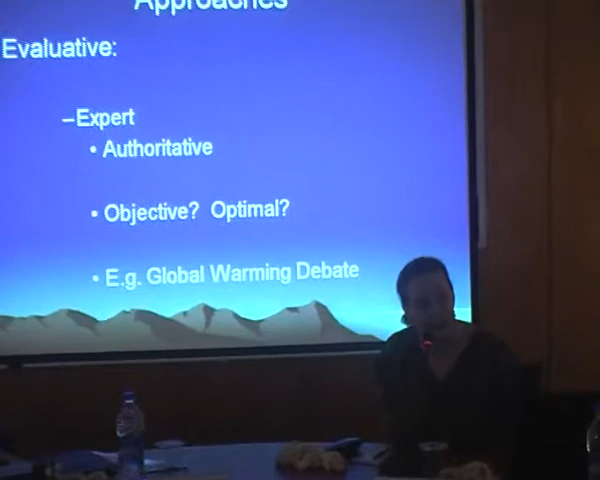 Approaches
Evaluative:
–Expert
• Authoritative
• Objective? Optimal?
• E.g. Global Warming Debate